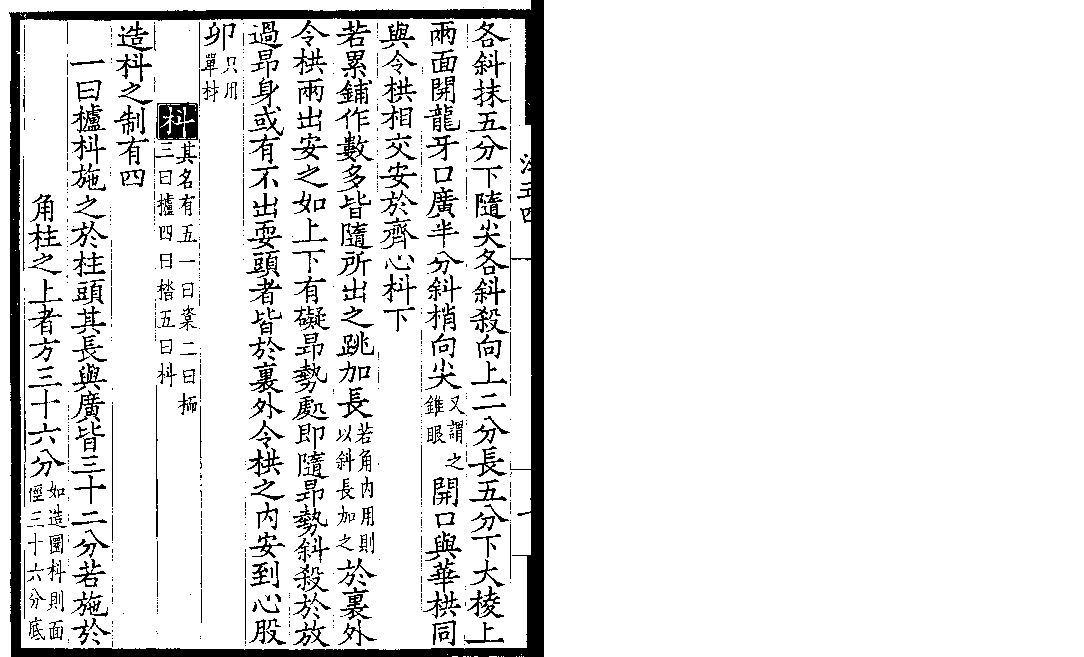 各斜抹五分下隨尖各斜殺向上二分長五分下大棱上
兩面開龍牙口廣半分斜梢向尖又謂之錐眼開口與華栱同
與令栱相交安於齊心枓下
若累鋪作數多皆隨所出之跳加長若角内用則以斜長加之於裏外
令栱兩出安之如上下有礙昂勢處即隨昂勢斜殺於放
過昂身或有不出耍頭者皆於裏外令栱之内安到心股
卯只用單材
枓其名有五一曰楶二曰栭三曰櫨四曰楷五曰枓
造枓之制有四
一曰櫨枓施之於柱頭其長與廣皆三十二分若施於
角柱之上者方三十六分如造圜枓則面徑三十六分底